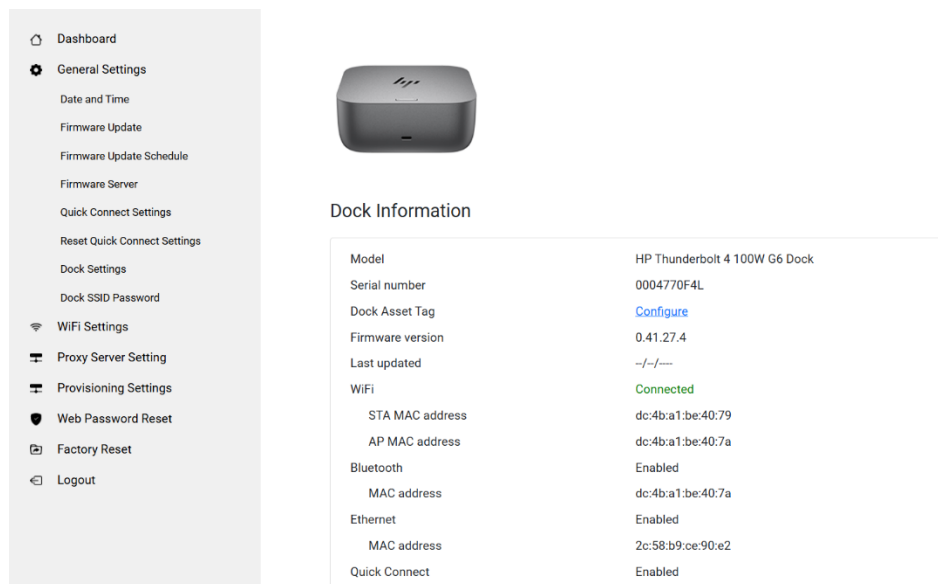 Dashboard
General Settings
Date and Time
Firmware Update
Firmware Update Schedule
Firmware Server
Quick Connect Settings
Reset Quick Connect Settings
Dock Settings
Dock SSID Password
WiFi Settings
Proxy Server Setting
Provisioning Settings
Web Password Reset
Factory Reset
Logout
hp
Dock Information
Model HP Thunderbolt 4 100W G6 Dock
Serial number 0004770F4L
Dock Asset Tag Configure
Firmware version 0.41.27.4
Last updated --/--/----
WiFi Connected
STA MAC address dc:4b:a1:be:40:79
AP MAC address dc:4b:a1:be:40:7a
Bluetooth Enabled
MAC address dc:4b:a1:be:40:7a
Ethernet Enabled
MAC address 2c:58:b9:ce:90:e2
Quick Connect Enabled